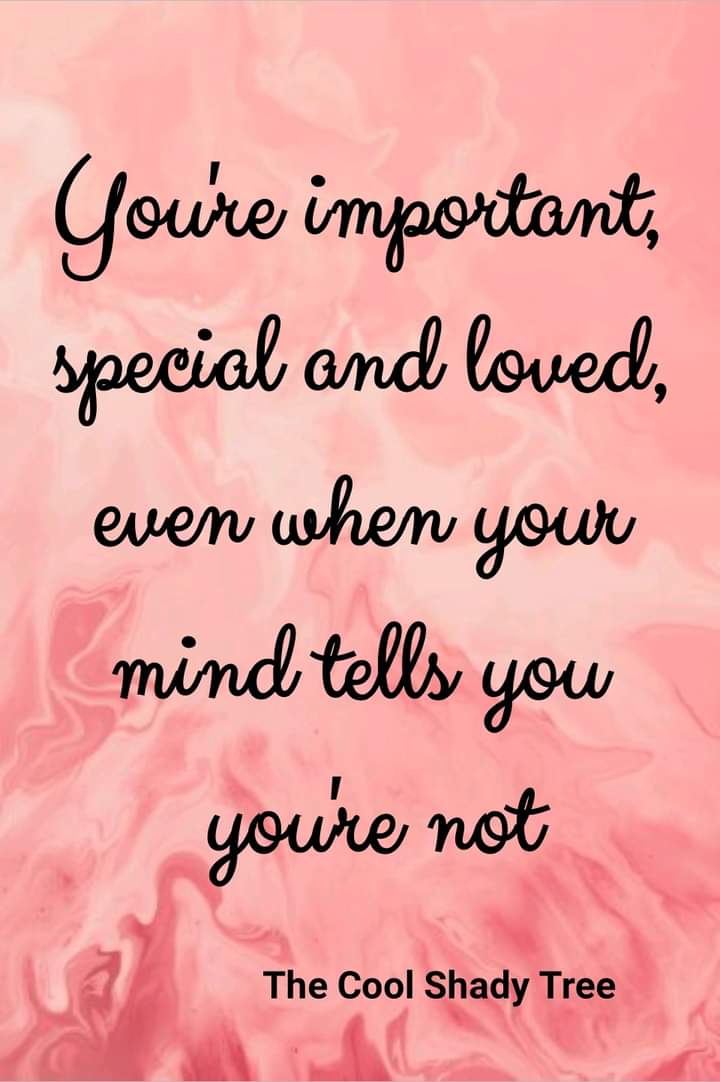 You're important,
special and loved,
even when your
mind tells you
you're not
The Cool Shady Tree